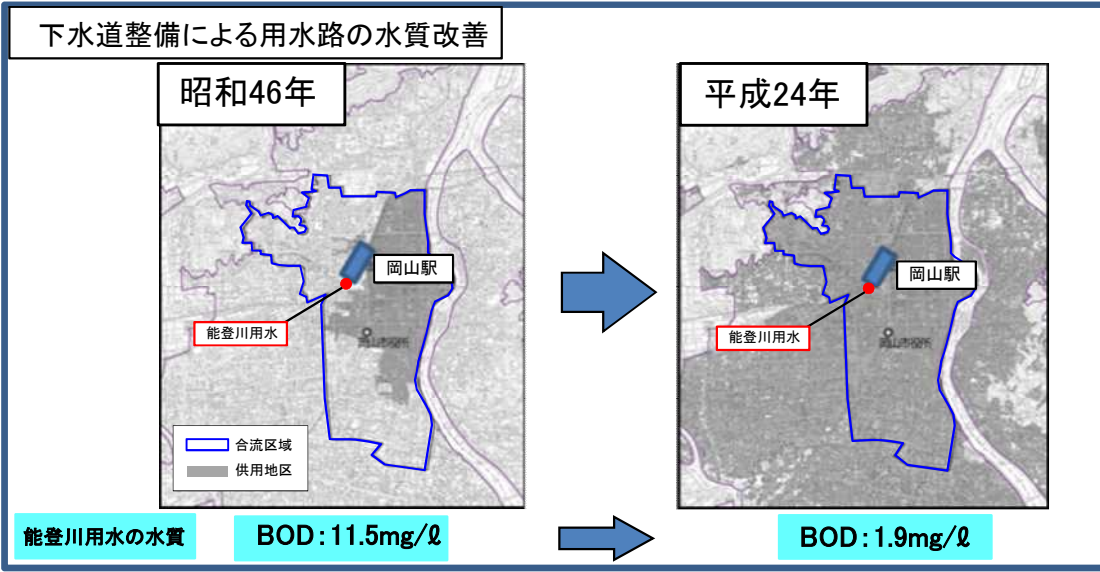 下水道整備による用水路の水質改善
昭和46年
平成24年
岡山駅
能登川用水
岡山市役所
合流区域
供用地区
岡山駅
能登川用水
岡山市役所
能登川用水の水質
BOD:11.5mg/ℓ
BOD:1.9mg/ℓ